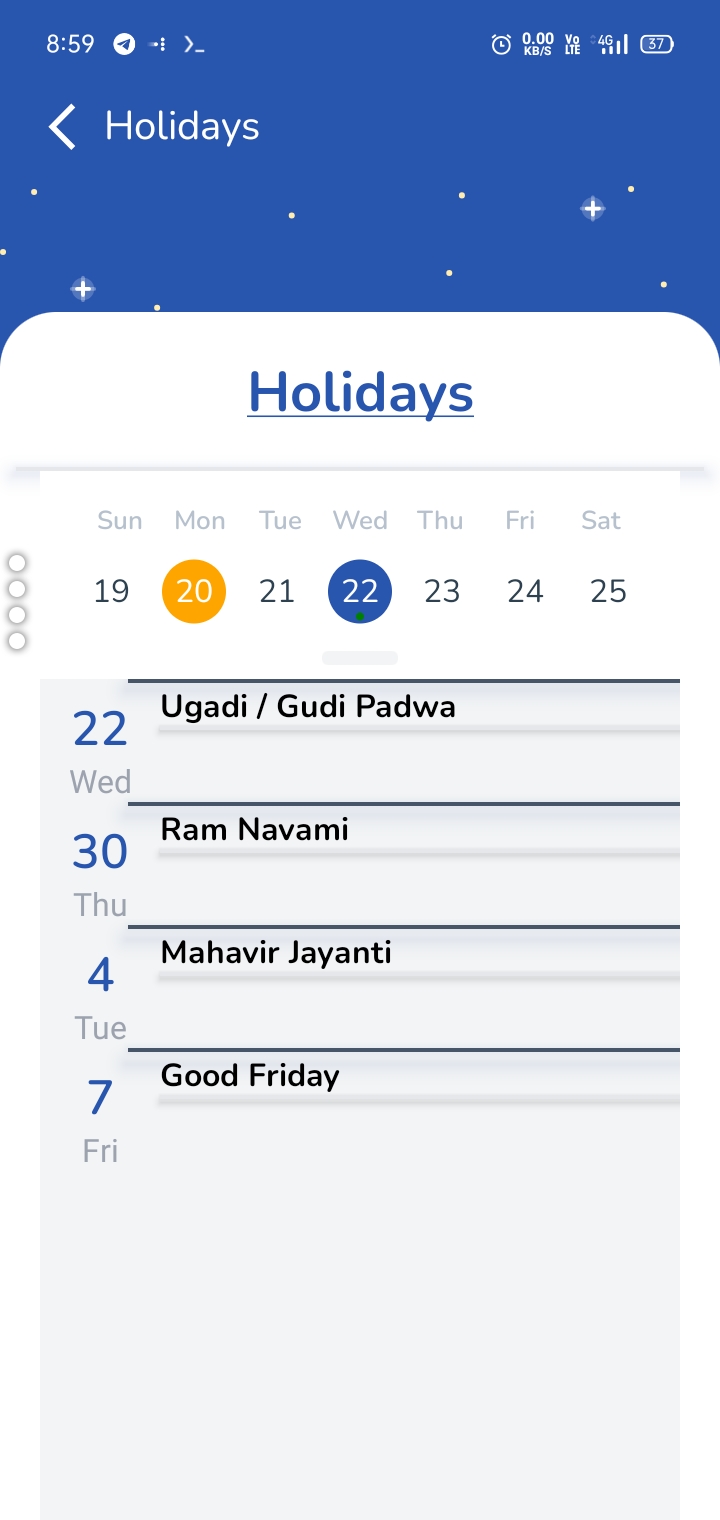 8:59
0.00 KB/S Vo LTE 4G 37
Holidays
Holidays
Sun Mon Tue Wed Thu Fri Sat
19 20 21 22 23 24 25
22 Ugadi / Gudi Padwa
Wed
30 Ram Navami
Thu
4 Mahavir Jayanti
Tue
7 Good Friday
Fri